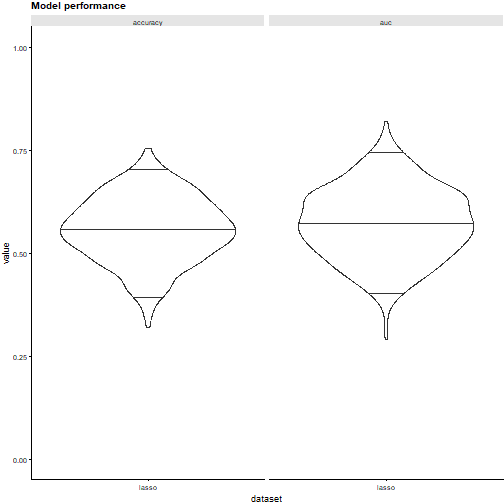 Model performance
accuracy
auc
1.00
0.75
0.50
0.25
0.00
value
lasso
lasso
dataset